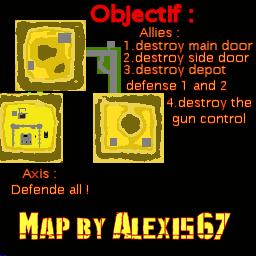 Objectif :
Allies :
1.destroy main door
2.destroy side door
3.destroy depot
defense 1 and 2
4.destroy the
gun control
Axis :
Defende all !
Map by Alexis67